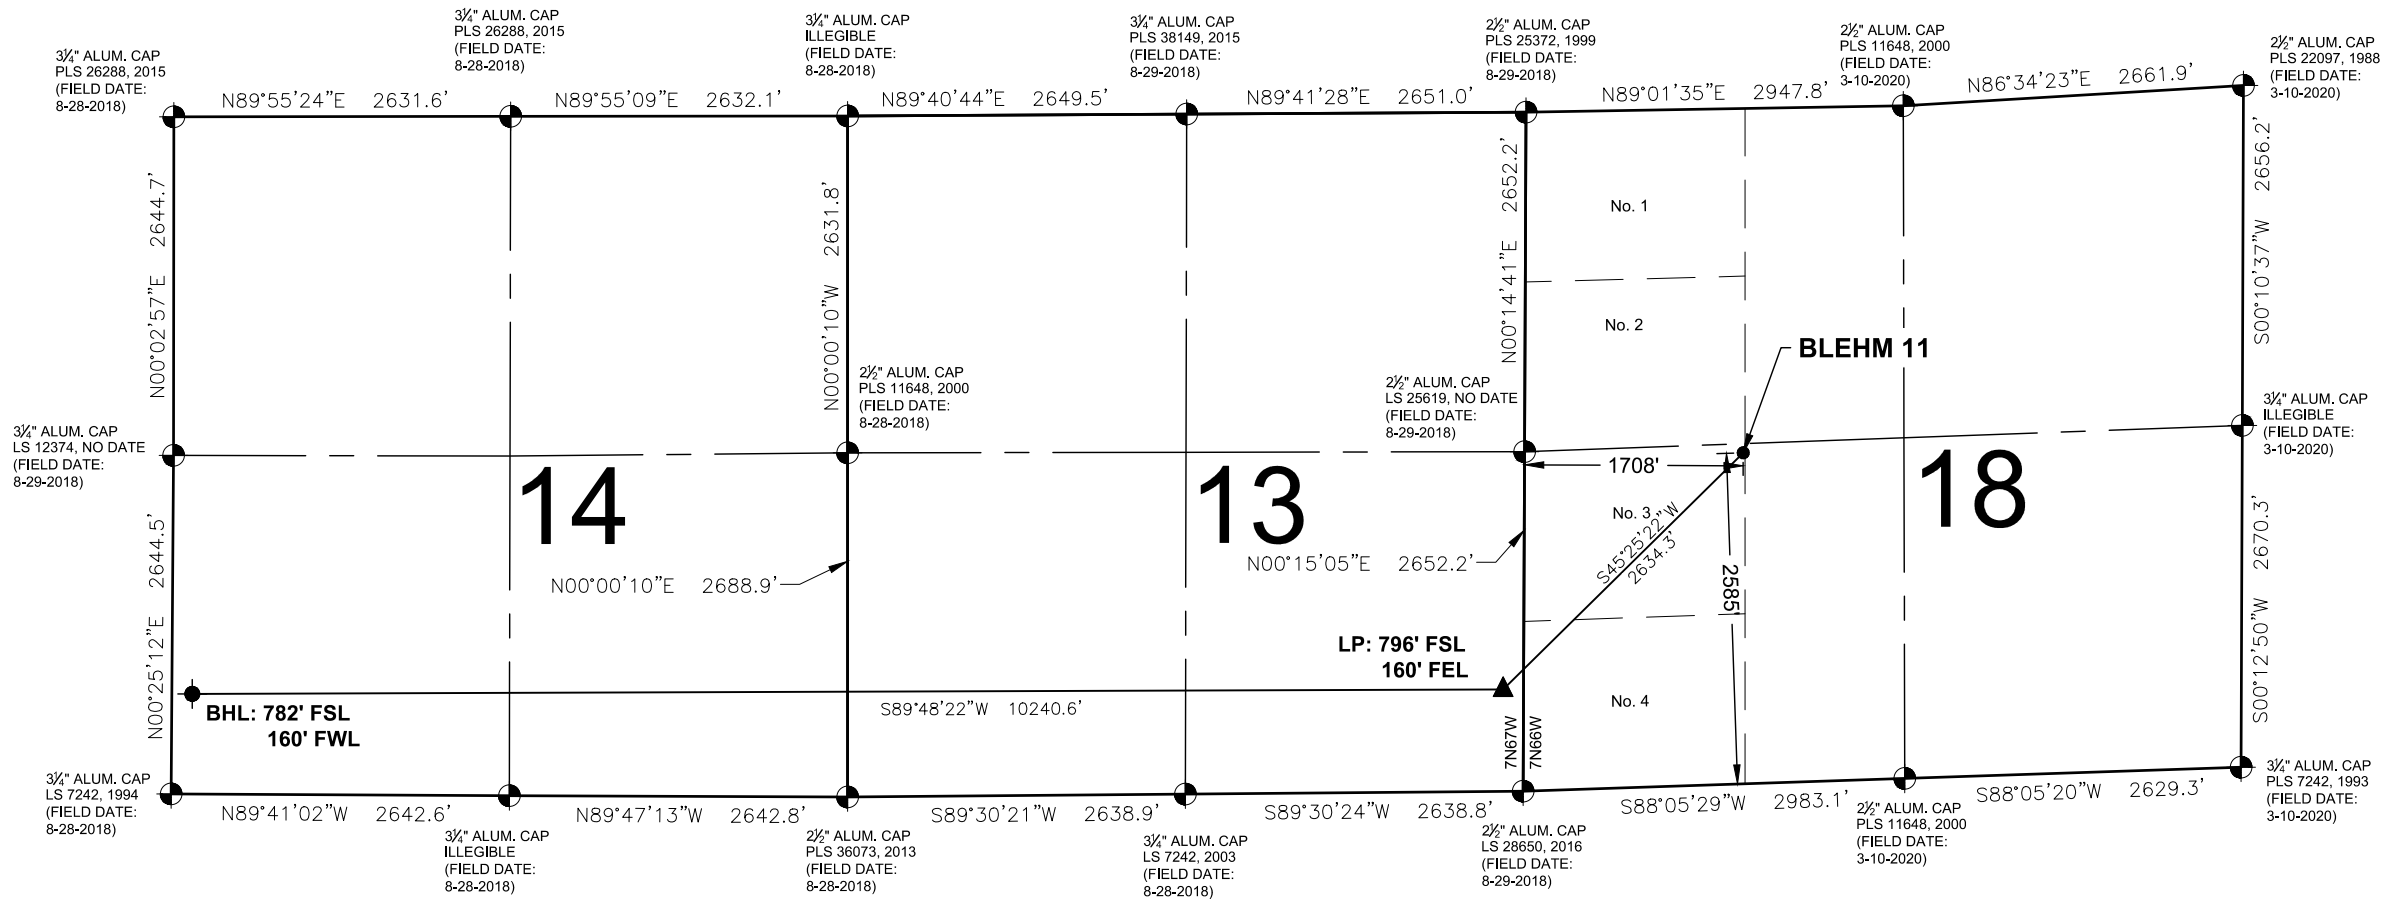 3¼" ALUM. CAP
PLS 26288, 2015
(FIELD DATE:
8-28-2018)
3¼" ALUM. CAP
PLS 26288, 2015
(FIELD DATE:
8-28-2018)
3¼" ALUM. CAP
ILLEGIBLE
(FIELD DATE:
8-28-2018)
3¼" ALUM. CAP
PLS 38149, 2015
(FIELD DATE:
8-29-2018)
2½" ALUM. CAP
PLS 25372, 1999
(FIELD DATE:
8-29-2018)
2½" ALUM. CAP
PLS 11648, 2000
(FIELD DATE:
3-10-2020)
2½" ALUM. CAP
PLS 22097, 1988
(FIELD DATE:
3-10-2020)
N89°55'24"E 2631.6'
N89°55'09"E 2632.1'
N89°40'44"E 2649.5'
N89°41'28"E 2651.0'
N89°01'35"E 2947.8'
N86°34'23"E 2661.9'
N00°02'57"E 2644.7'
N00°00'10"W 2631.8'
N00°14'41"E 2652.2'
S00°10'37"W 2656.2'
No. 1
No. 2
BLEHM 11
2½" ALUM. CAP
PLS 11648, 2000
(FIELD DATE:
8-28-2018)
2½" ALUM. CAP
LS 25619, NO DATE
(FIELD DATE:
8-29-2018)
3¼" ALUM. CAP
ILLEGIBLE
(FIELD DATE:
3-10-2020)
3¼" ALUM. CAP
LS 12374, NO DATE
(FIELD DATE:
8-29-2018)
1708'
14
13
18
No. 3
S45°25'22"W
2634.3'
2585'
N00°25'12"E 2644.5'
N00°00'10"E 2688.9'
N00°15'05"E 2652.2'
S00°12'50"W 2670.3'
LP: 796' FSL
160' FEL
No. 4
BHL: 782' FSL
160' FWL
S89°48'22"W 10240.6'
7N67W
7N66W
3¼" ALUM. CAP
LS 7242, 1994
(FIELD DATE:
8-28-2018)
N89°41'02"W 2642.6'
N89°47'13"W 2642.8'
S89°30'21"W 2638.9'
S89°30'24"W 2638.8'
S88°05'29"W 2983.1'
S88°05'20"W 2629.3'
3¼" ALUM. CAP
PLS 7242, 1993
(FIELD DATE:
3-10-2020)
3¼" ALUM. CAP
ILLEGIBLE
(FIELD DATE:
8-28-2018)
2½" ALUM. CAP
PLS 36073, 2013
(FIELD DATE:
8-28-2018)
3¼" ALUM. CAP
LS 7242, 2003
(FIELD DATE:
8-28-2018)
2½" ALUM. CAP
LS 28650, 2016
(FIELD DATE:
8-29-2018)
2½" ALUM. CAP
PLS 11648, 2000
(FIELD DATE:
3-10-2020)